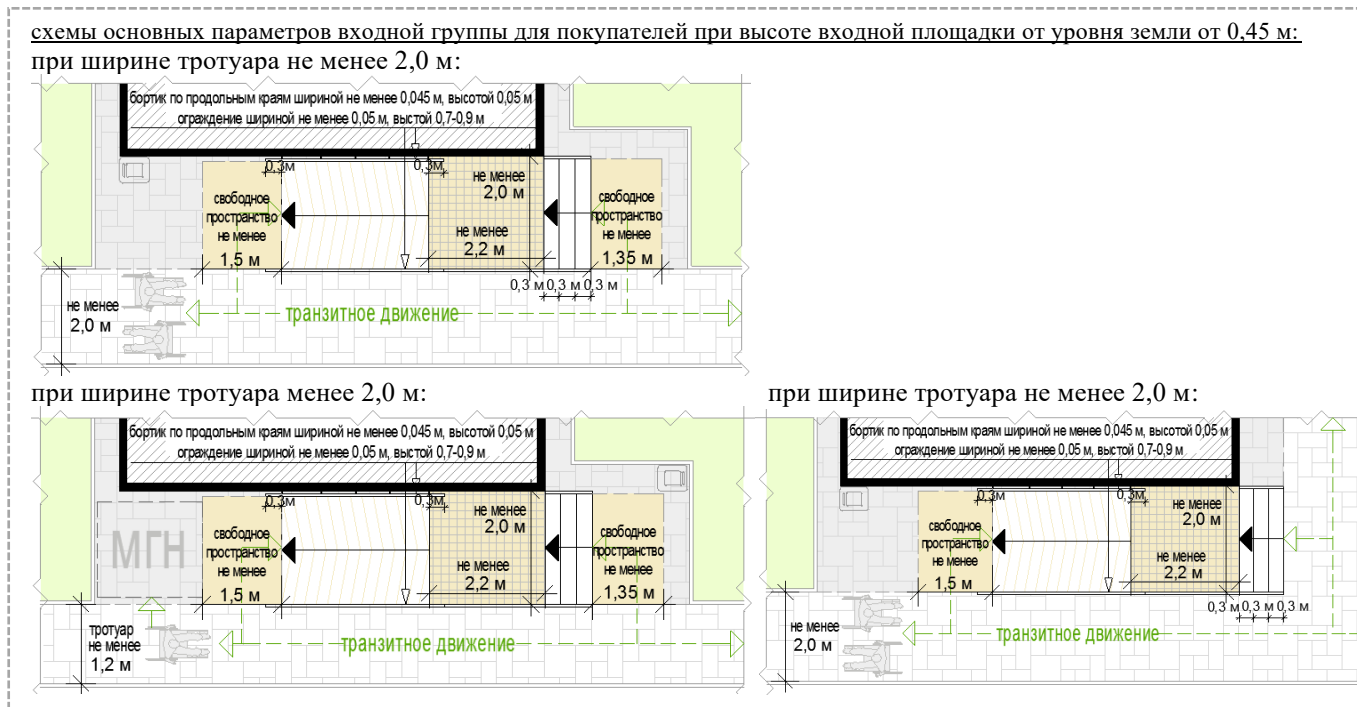 схемы основных параметров входной группы для покупателей при высоте входной площадки от уровня земли от 0,45 м:
при ширине тротуара не менее 2,0 м:
бортик по продольным краям шириной не менее 0,045 м, высотой 0,05 м
ограждение шириной не менее 0,05 м, выстой 0,7-0,9 м
0,3м
0,3м
не менее
2,0 м
свободное
пространство
не менее
1,5 м
не менее
2,2 м
свободное
пространство
не менее
1,35 м
0,3 м 0,3 м 0,3 м
не менее
2,0 м
транзитное движение
при ширине тротуара менее 2,0 м:
бортик по продольным краям шириной не менее 0,045 м, высотой 0,05 м
ограждение шириной не менее 0,05 м, выстой 0,7-0,9 м
0,3м
0,3м
не менее
2,0 м
МГН
свободное
пространство
не менее
1,5 м
не менее
2,2 м
свободное
пространство
не менее
1,35 м
тротуар
не менее
1,2 м
транзитное движение
при ширине тротуара не менее 2,0 м:
бортик по продольным краям шириной не менее 0,045 м, высотой 0,05 м
ограждение шириной не менее 0,05 м, выстой 0,7-0,9 м
0,3м
0,3м
не менее
2,0 м
свободное
пространство
не менее
1,5 м
не менее
2,2 м
0,3 м 0,3 м 0,3 м
не менее
2,0 м
транзитное движение